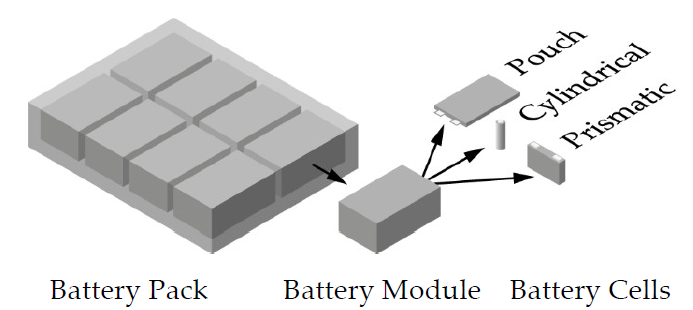 Pouch
Cylindrical
Prismatic
Battery Pack
Battery Module
Battery Cells